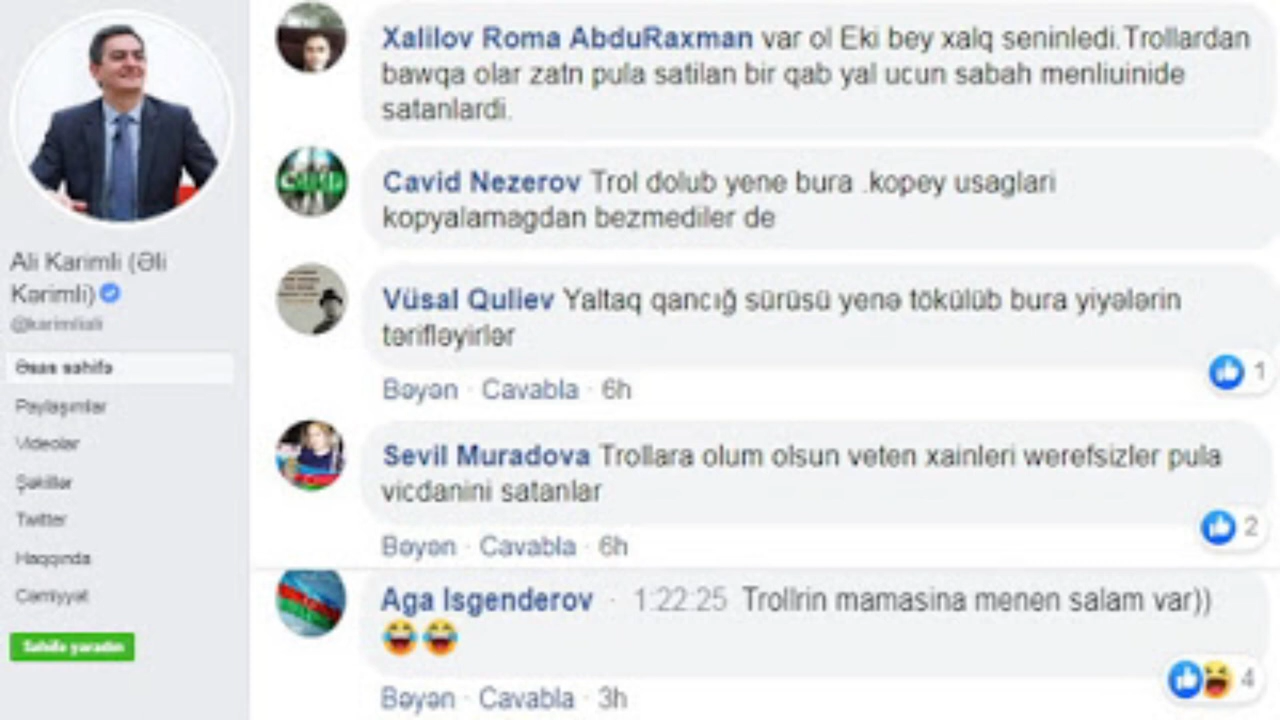 Ali Karimli (Əli
Kərimli)
@karimliali
Əsas səhifə
Paylaşımlar
Videolar
Şəkillər
Twitter
Haqqında
Cəmiyyət
Səhifə yaradın
Xalilov Roma AbduRaxman var ol Eki bey xalq seninledi.Trollardan
bawqa olar zatn pula satilan bir qab yal ucun sabah menliuinide
satanlardi.
Cavid Nezerov Trol dolub yene bura .kopey usaglari
kopyalamagdan bezmediler de
Vüsal Quliev Yaltaq qancığ sürüsü yenə tökülüb bura yiyələrin
tərifləyirlər
Bəyən · Cavabla · 6h
1
Sevil Muradova Trollara olum olsun veten xainleri werefsizler pula
vicdanini satanlar
Bəyən · Cavabla · 6h
2
Aga Isgenderov · 1:22:25 Trollrin mamasina menen salam var))
😂😂
Bəyən · Cavabla · 3h
4